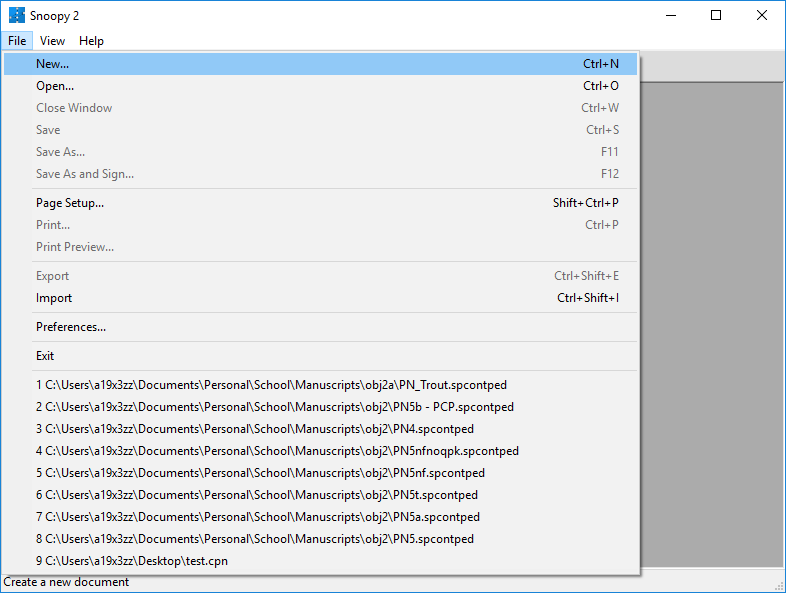 Snoopy 2
File View Help
New... Ctrl+N
Open... Ctrl+O
Close Window Ctrl+W
Save Ctrl+S
Save As... F11
Save As and Sign... F12
Page Setup... Shift+Ctrl+P
Print... Ctrl+P
Print Preview...
Export Ctrl+Shift+E
Import Ctrl+Shift+I
Preferences...
Exit
1 C:\Users\a19x3zz\Documents\Personal\School\Manuscripts\obj2a\PN_Trout.spcontped
2 C:\Users\a19x3zz\Documents\Personal\School\Manuscripts\obj2\PN5b - PCP.spcontped
3 C:\Users\a19x3zz\Documents\Personal\School\Manuscripts\obj2\PN4.spcontped
4 C:\Users\a19x3zz\Documents\Personal\School\Manuscripts\obj2\PN5nfnoqpk.spcontped
5 C:\Users\a19x3zz\Documents\Personal\School\Manuscripts\obj2\PN5nf.spcontped
6 C:\Users\a19x3zz\Documents\Personal\School\Manuscripts\obj2\PN5t.spcontped
7 C:\Users\a19x3zz\Documents\Personal\School\Manuscripts\obj2\PN5a.spcontped
8 C:\Users\a19x3zz\Documents\Personal\School\Manuscripts\obj2\PN5.spcontped
9 C:\Users\a19x3zz\Desktop\test.cpn
Create a new document